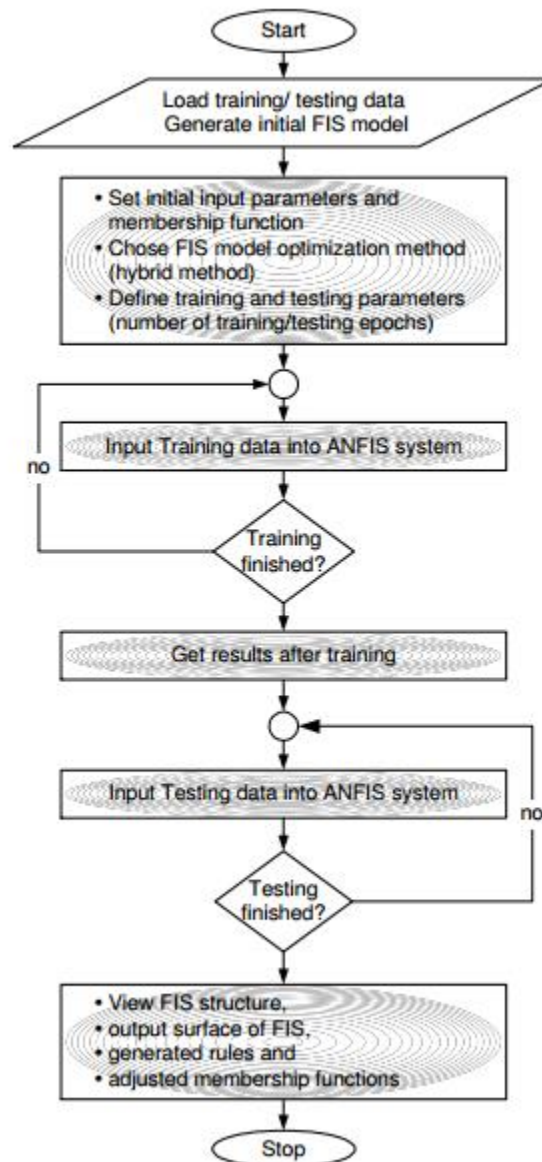 Start
Load training/ testing data
Generate initial FIS model
• Set initial input parameters and
membership function
• Chose FIS model optimization method
(hybrid method)
• Define training and testing parameters
(number of training/testing epochs)
Input Training data into ANFIS system
no
Training
finished?
Get results after training
Input Testing data into ANFIS system
no
Testing
finished?
• View FIS structure,
• output surface of FIS,
• generated rules and
• adjusted membership functions
Stop